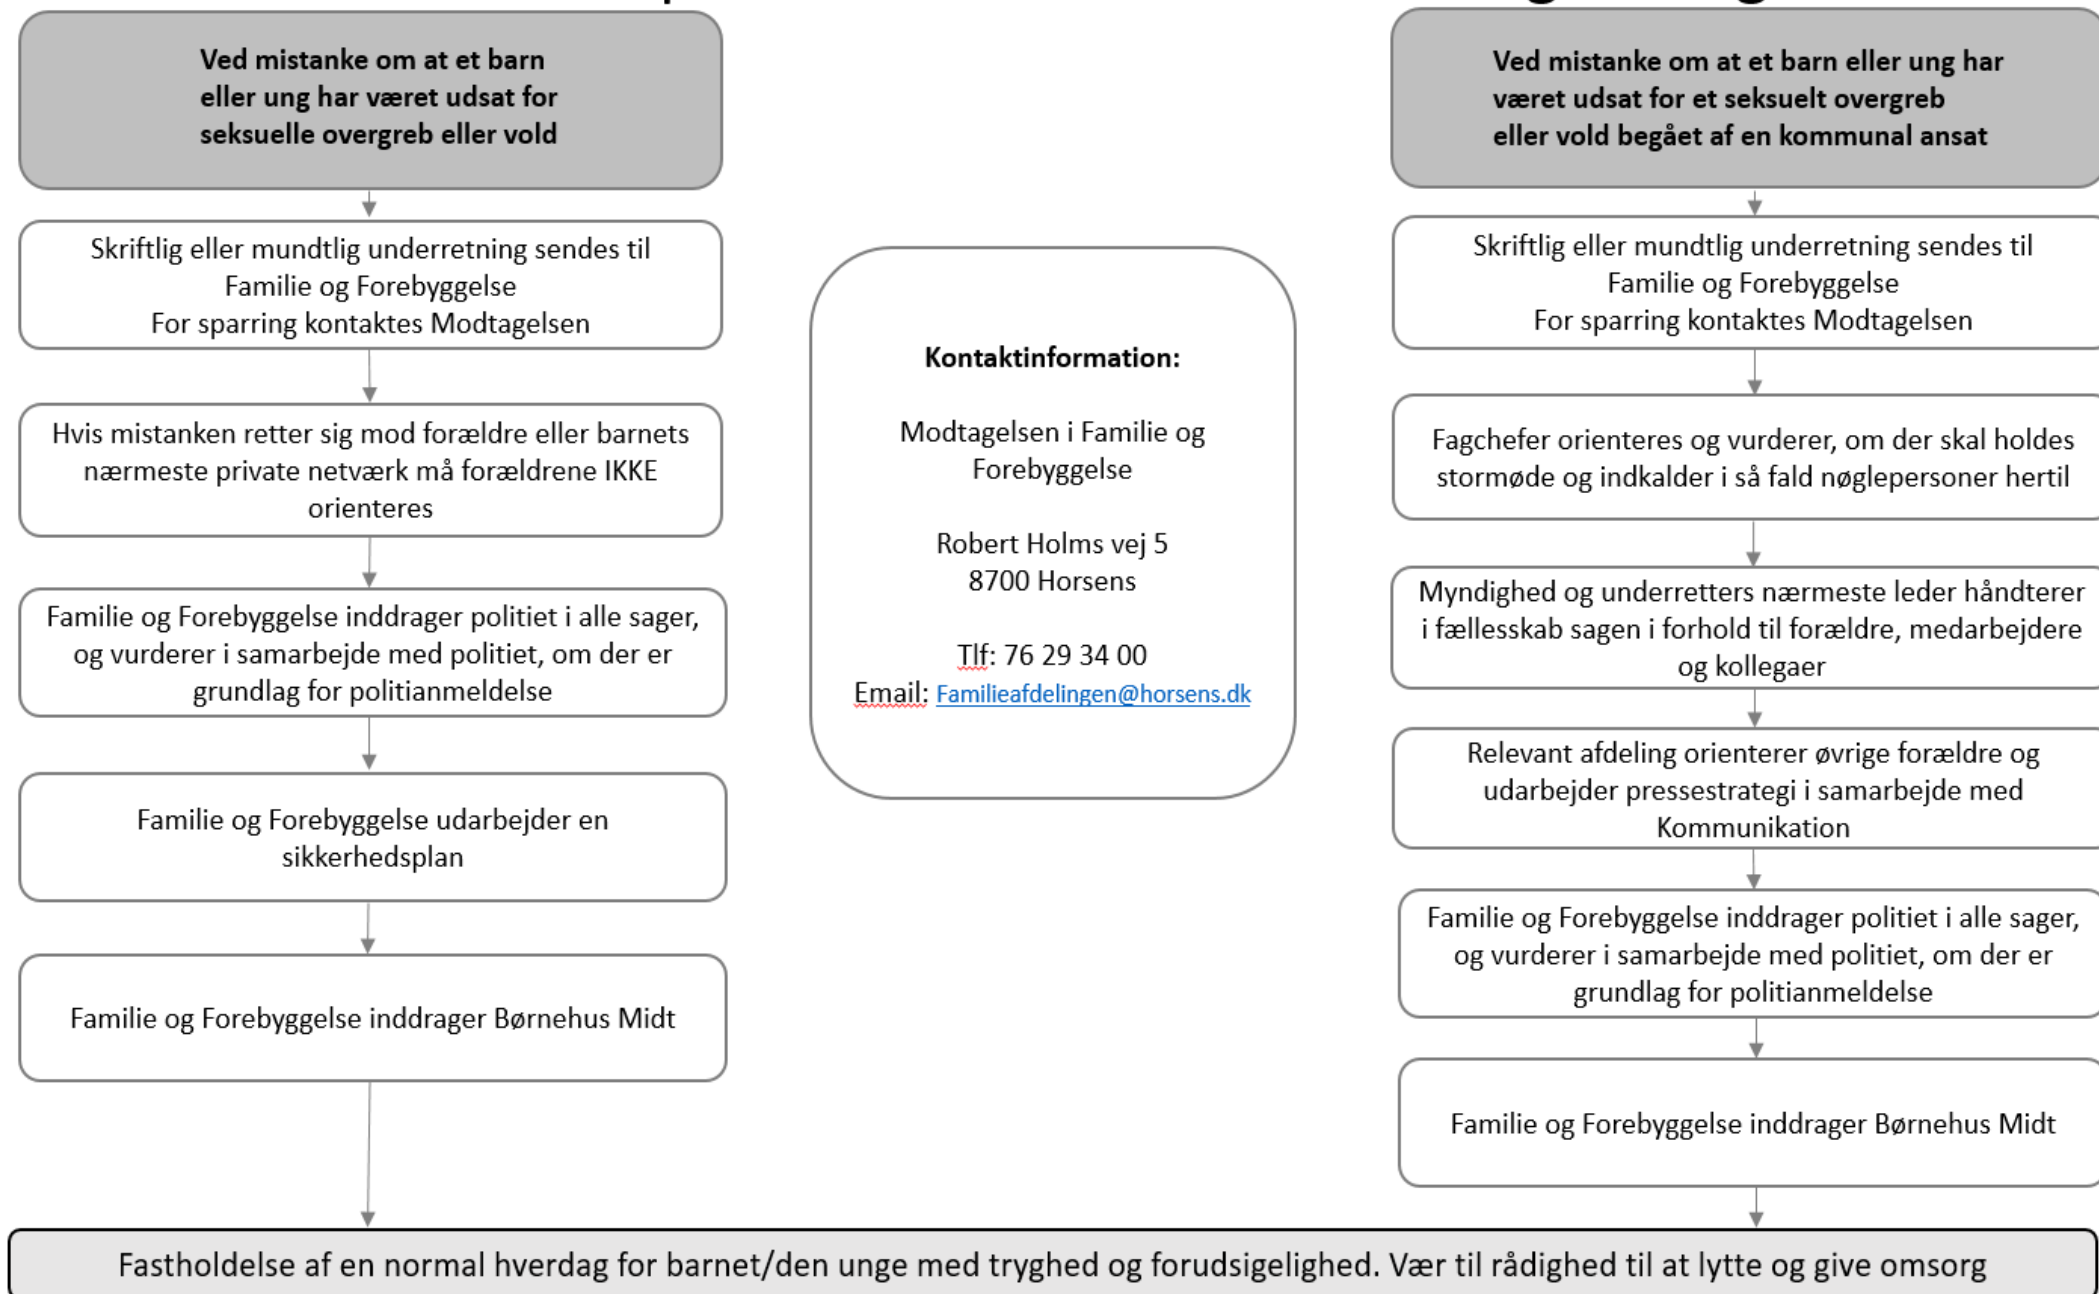 Ved mistanke om at et barn
eller ung har været udsat for
seksuelle overgreb eller vold
Skriftlig eller mundtlig underretning sendes til
Familie og Forebyggelse
For sparring kontaktes Modtagelsen
Hvis mistanken retter sig mod forældre eller barnets
nærmeste private netværk må forældrene IKKE
orienteres
Familie og Forebyggelse inddrager politiet i alle sager,
og vurderer i samarbejde med politiet, om der er
grundlag for politianmeldelse
Familie og Forebyggelse udarbejder en
sikkerhedsplan
Familie og Forebyggelse inddrager Børnehus Midt
Kontaktinformation:
Modtagelsen i Familie og
Forebyggelse
Robert Holms vej 5
8700 Horsens
Tlf: 76 29 34 00
Email: Familieafdelingen@horsens.dk
Ved mistanke om at et barn eller ung har
været udsat for et seksuelt overgreb
eller vold begået af en kommunal ansat
Skriftlig eller mundtlig underretning sendes til
Familie og Forebyggelse
For sparring kontaktes Modtagelsen
Fagchefer orienteres og vurderer, om der skal holdes
stormøde og indkalder i så fald nøglepersoner hertil
Myndighed og underretters nærmeste leder håndterer
i fællesskab sagen i forhold til forældre, medarbejdere
og kollegaer
Relevant afdeling orienterer øvrige forældre og
udarbejder pressestrategi i samarbejde med
Kommunikation
Familie og Forebyggelse inddrager politiet i alle sager,
og vurderer i samarbejde med politiet, om der er
grundlag for politianmeldelse
Familie og Forebyggelse inddrager Børnehus Midt
Fastholdelse af en normal hverdag for barnet/den unge med tryghed og forudsigelighed. Vær til rådighed til at lytte og give omsorg